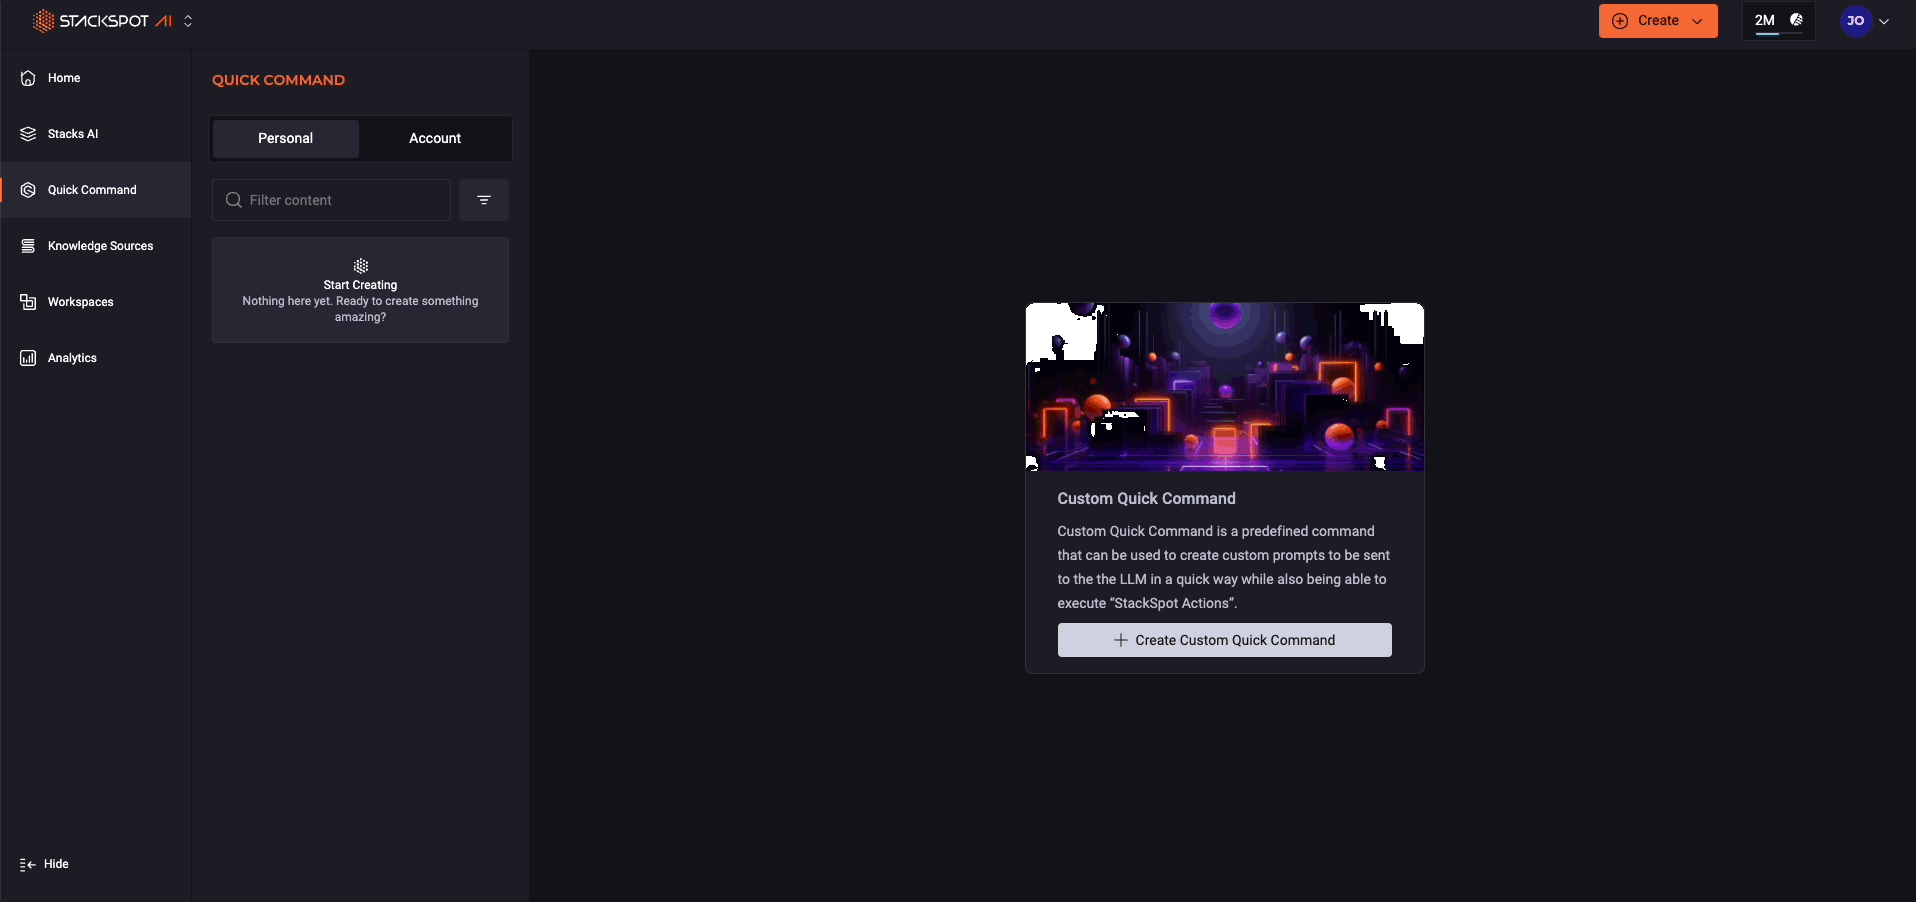 STACKSPOT AI
Create
2M
JO
Home
Stacks AI
Quick Command
Knowledge Sources
Workspaces
Analytics
Hide
QUICK COMMAND
Personal
Account
Filter content
Start Creating
Nothing here yet. Ready to create something
amazing?
Custom Quick Command
Custom Quick Command is a predefined command
that can be used to create custom prompts to be sent
to the the LLM in a quick way while also being able to
execute “StackSpot Actions”.
Create Custom Quick Command